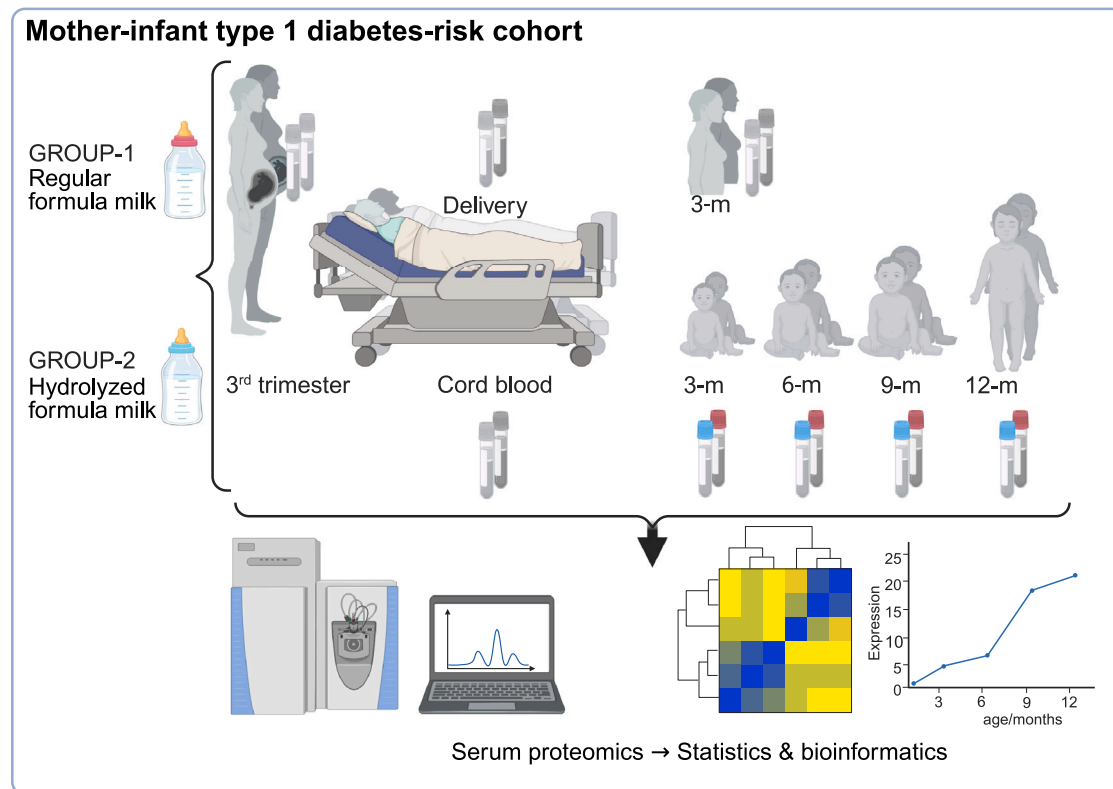 Mother-infant type 1 diabetes-risk cohort
GROUP-1
Regular
formula milk
GROUP-2
Hydrolyzed
formula milk
3rd trimester
Delivery
Cord blood
3-m
3-m
6-m
9-m
12-m
Expression
25
20
15
10
5
0
3
6
9
12
age/months
Serum proteomics → Statistics & bioinformatics